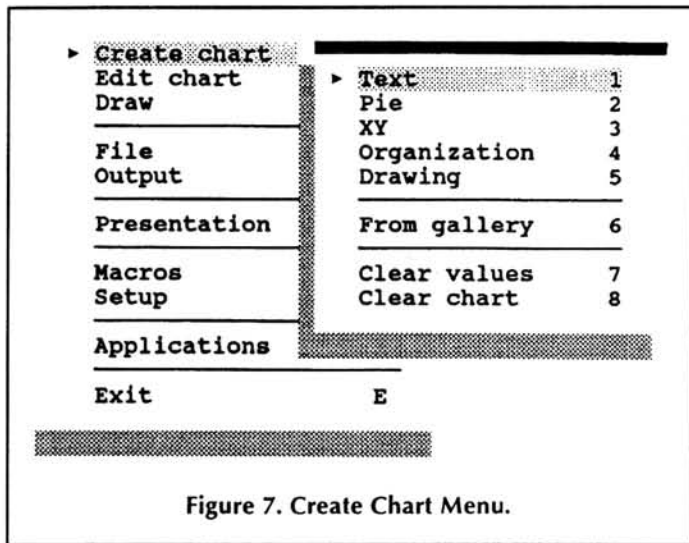 ► Create chart
Edit chart
Draw
File
Output
Presentation
Macros
Setup
Applications
Exit E
► Text 1
Pie 2
XY 3
Organization 4
Drawing 5
From gallery 6
Clear values 7
Clear chart 8
Figure 7. Create Chart Menu.